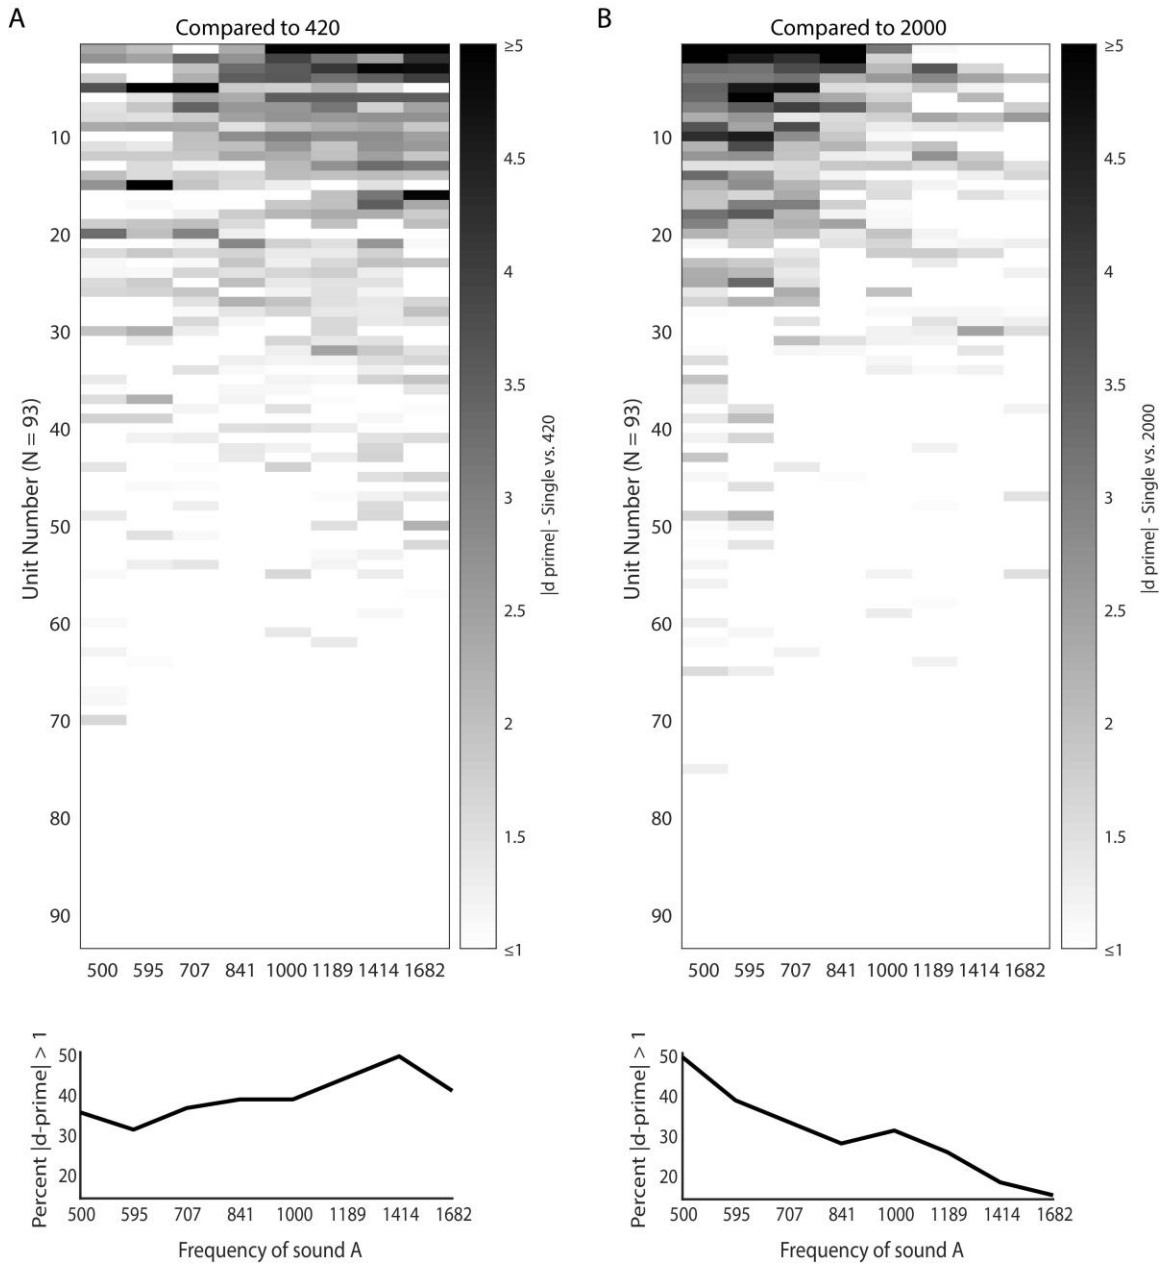 A
Compared to 420
Unit Number (N = 93)
10
20
30
40
50
60
70
80
90
500 595 707 841 1000 1189 1414 1682
≥5
4.5
4
3.5
3
2.5
2
1.5
≤1
|d prime| - Single vs. 420
B
Compared to 2000
Unit Number (N = 93)
10
20
30
40
50
60
70
80
90
500 595 707 841 1000 1189 1414 1682
≥5
4.5
4
3.5
3
2.5
2
1.5
≤1
|d prime| - Single vs. 2000
Percent |d-prime| > 1
50
40
30
20
500 595 707 841 1000 1189 1414 1682
Frequency of sound A
Percent |d-prime| > 1
50
40
30
20
500 595 707 841 1000 1189 1414 1682
Frequency of sound A